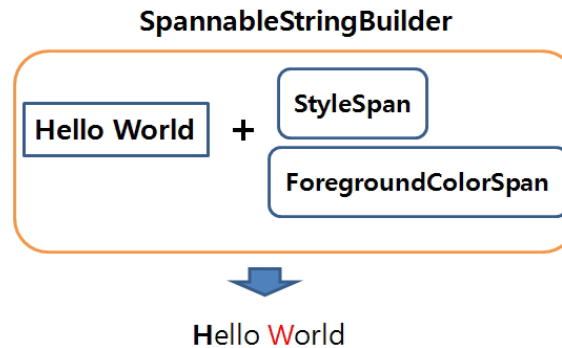 SpannableStringBuilder
StyleSpan
Hello World +
ForegroundColorSpan
Hello World